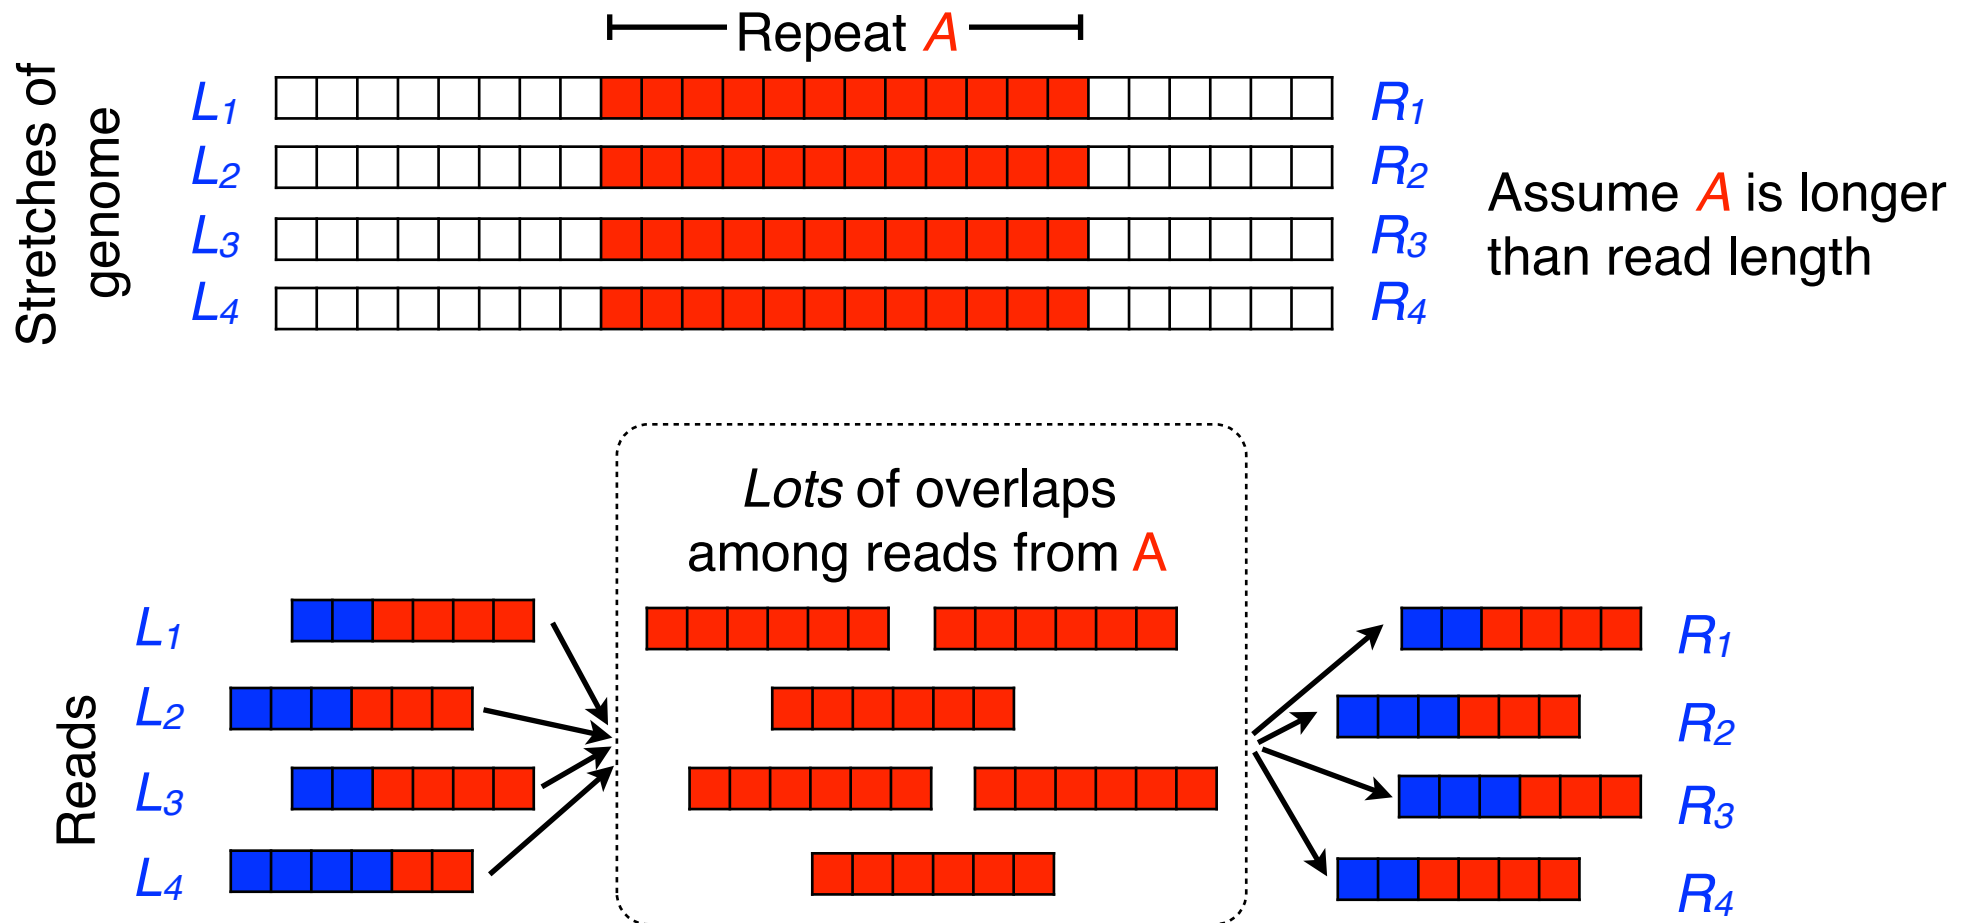 Repeat A
Stretches of
genome
L1
R1
L2
R2
L3
R3
L4
R4
Assume A is longer
than read length
Lots of overlaps
among reads from A
Reads
L1
R1
L2
R2
L3
R3
L4
R4